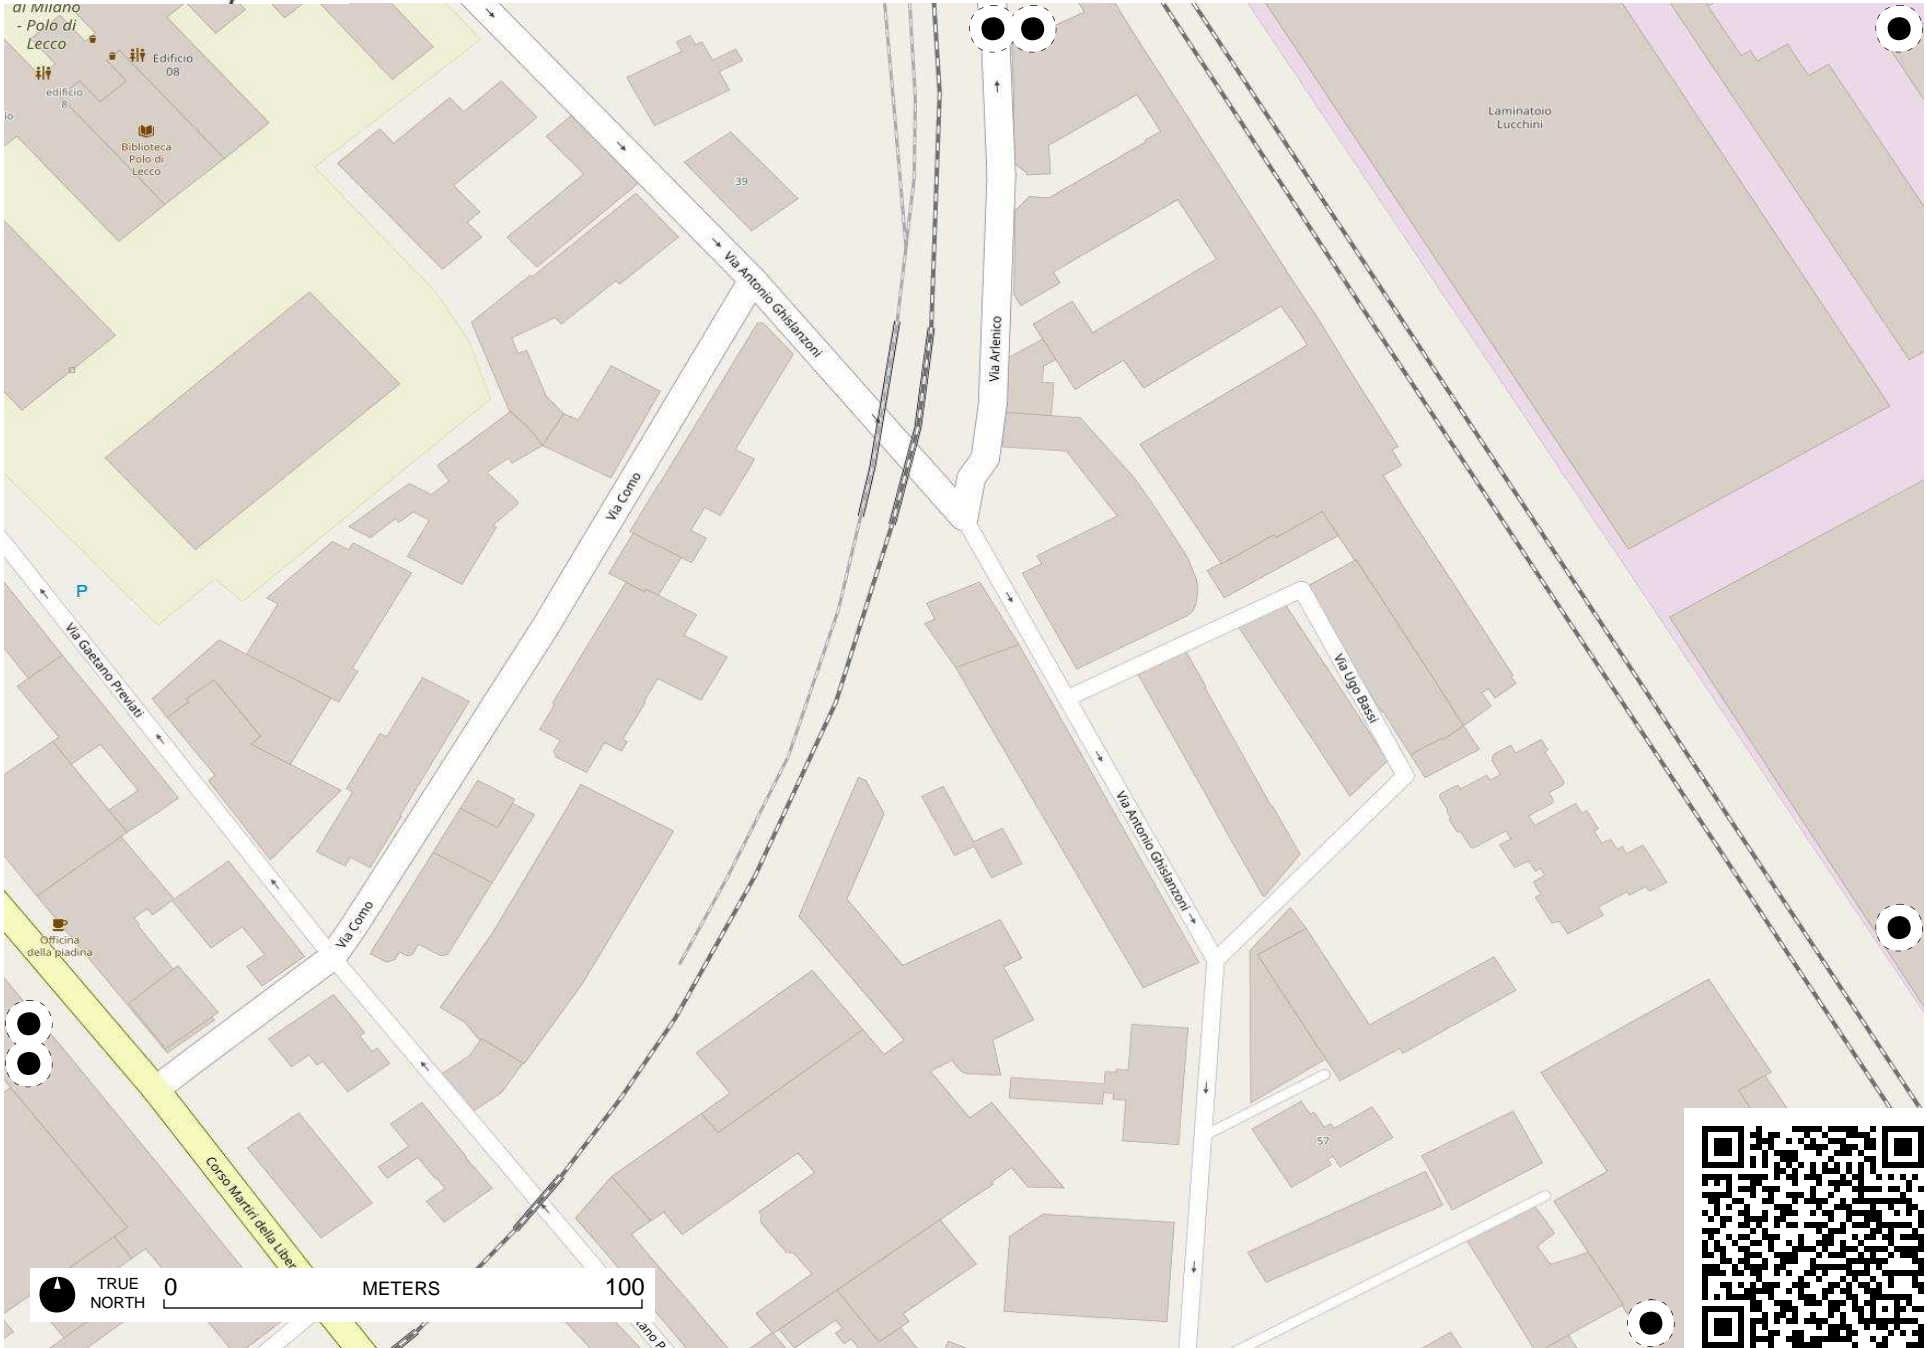 di Milano
- Polo di
Lecco
Edificio
08
edificio
8
Biblioteca
Polo di
Lecco
39
Laminatoio
Lucchini
Via Antonio Ghislanzoni
Via Arlenico
Via Como
P
Via Gaetano Previati
Via Ugo Bassi
Via Antonio Ghislanzoni
Via Como
Officina
della piadina
57
Corso Martiri della Liber
TRUE
NORTH
0
METERS
100
tano P